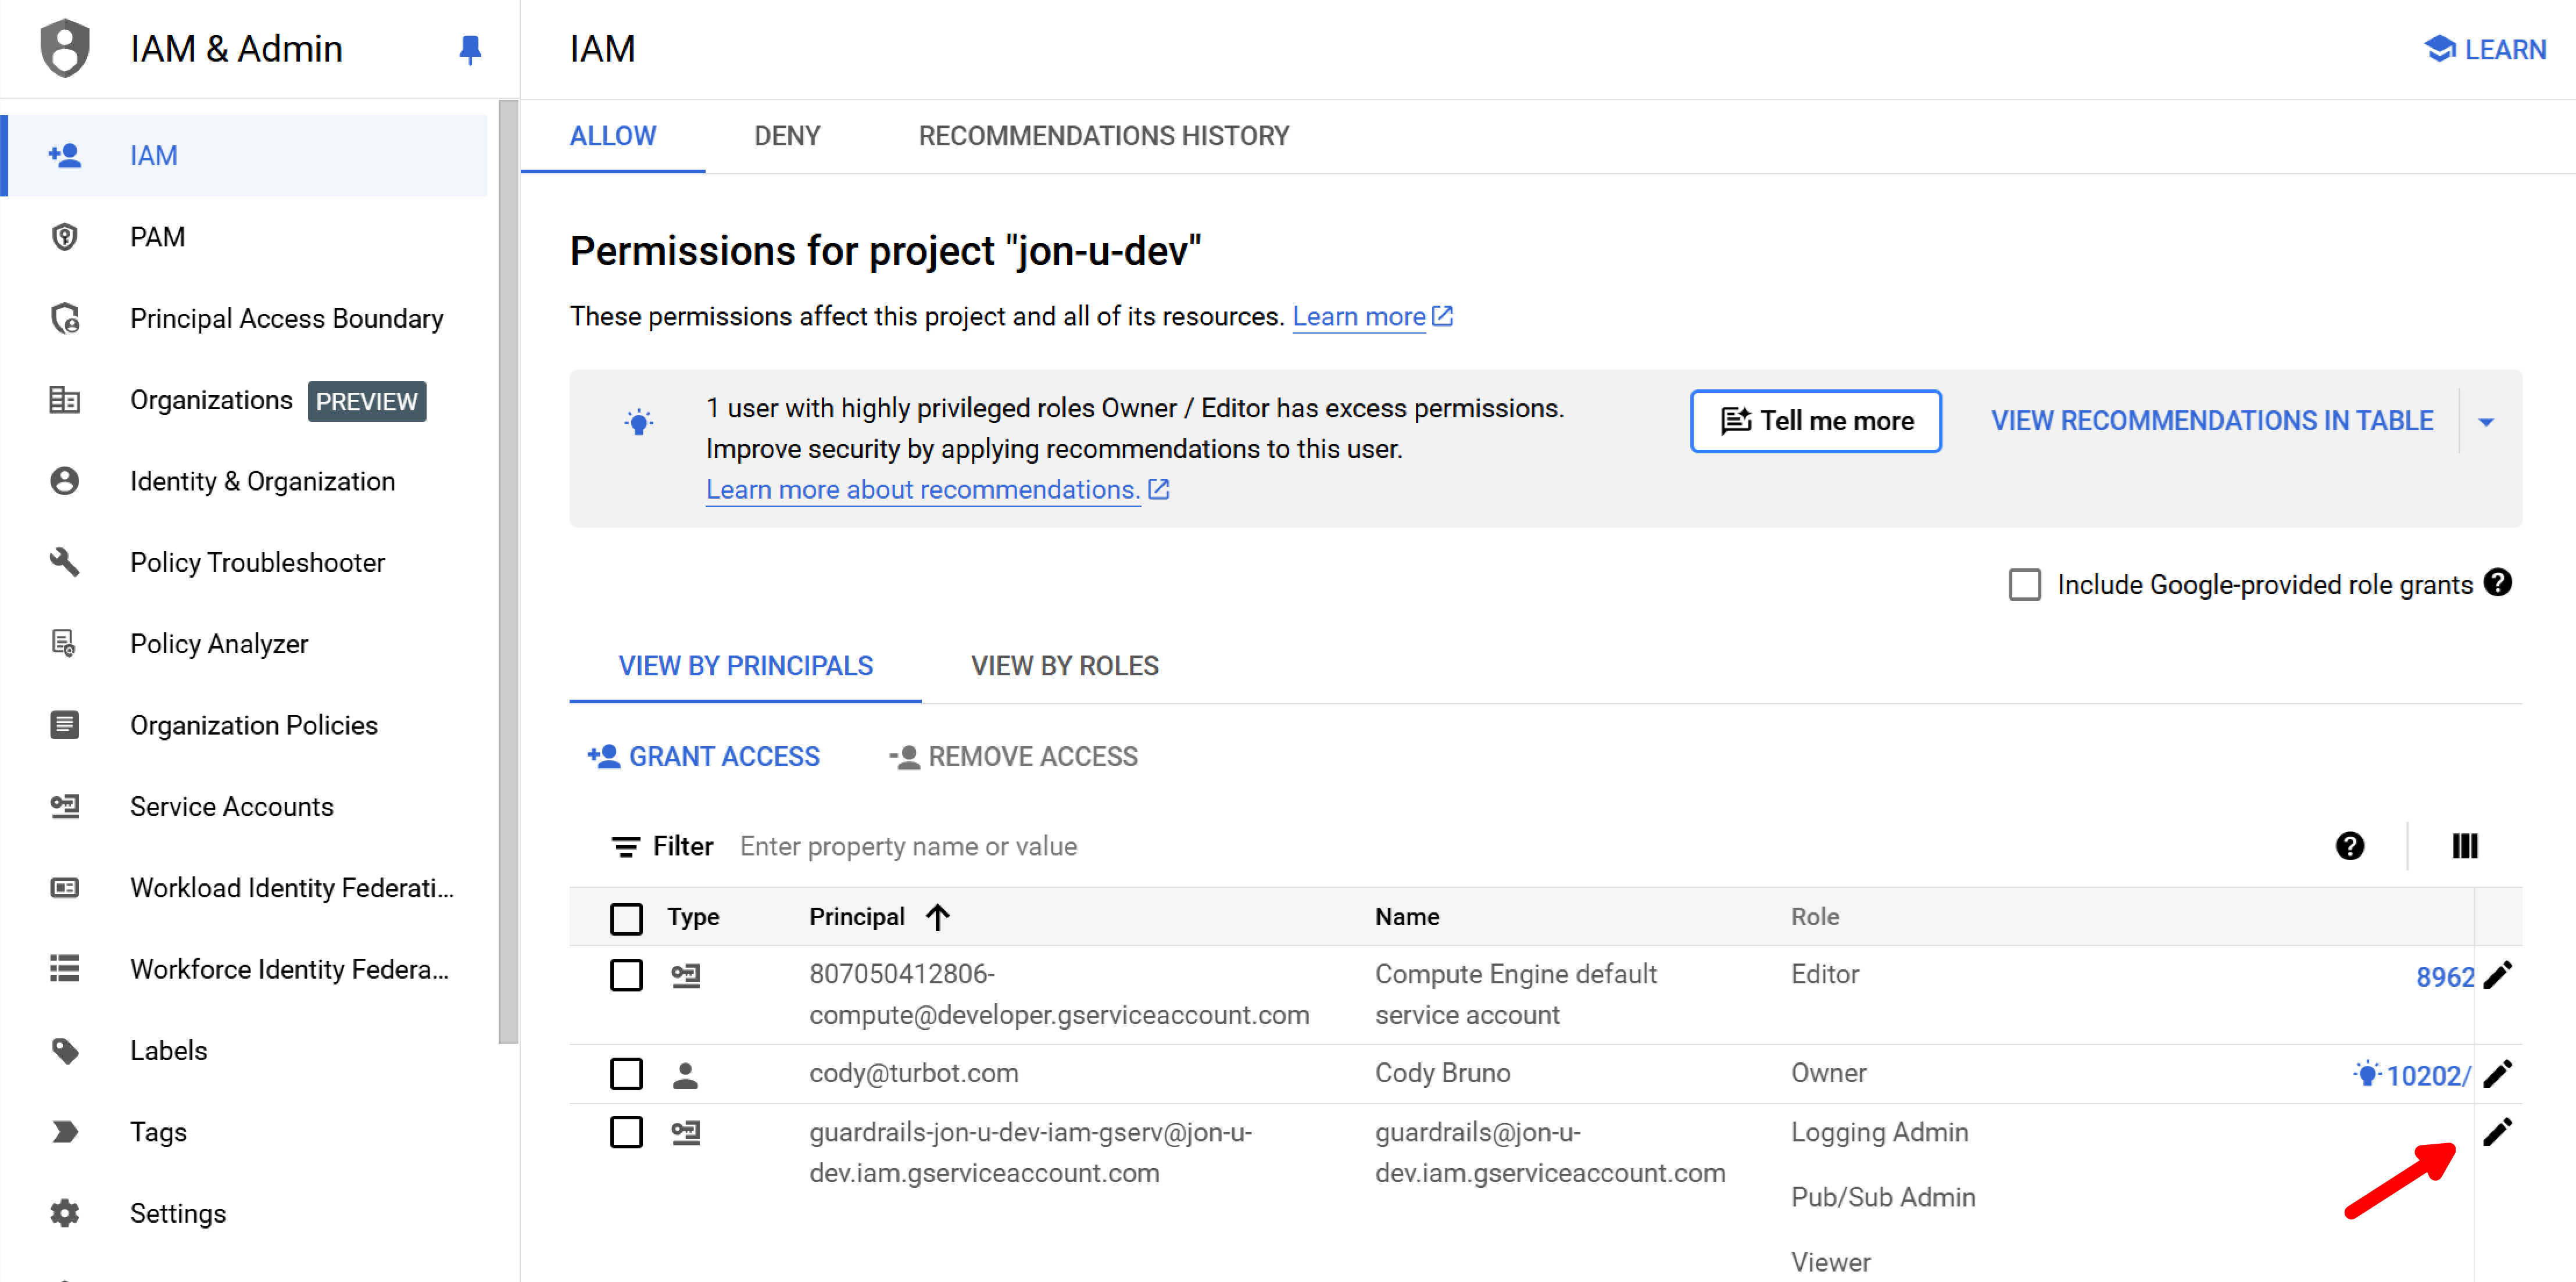 IAM & Admin
IAM
PAM
Principal Access Boundary
Organizations PREVIEW
Identity & Organization
Policy Troubleshooter
Policy Analyzer
Organization Policies
Service Accounts
Workload Identity Federati...
Workforce Identity Federa...
Labels
Tags
Settings
IAM
LEARN
ALLOW DENY RECOMMENDATIONS HISTORY
Permissions for project "jon-u-dev"
These permissions affect this project and all of its resources. Learn more
1 user with highly privileged roles Owner / Editor has excess permissions.
Improve security by applying recommendations to this user.
Learn more about recommendations.
Tell me more
VIEW RECOMMENDATIONS IN TABLE
Include Google-provided role grants
VIEW BY PRINCIPALS VIEW BY ROLES
GRANT ACCESS REMOVE ACCESS
Filter Enter property name or value
Type Principal Name Role
807050412806- Compute Engine default Editor 8962
compute@developer.gserviceaccount.com service account
cody@turbot.com Cody Bruno Owner 10202/
guardrails-jon-u-dev-iam-gserv@jon-u- guardrails@jon-u- Logging Admin
dev.iam.gserviceaccount.com dev.iam.gserviceaccount.com
Pub/Sub Admin
Viewer